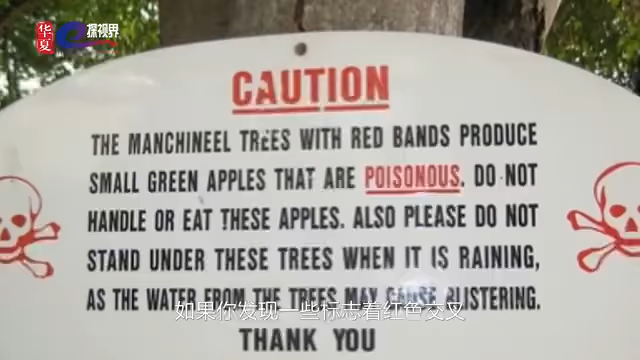 华夏
探视界
CAUTION
THE MANCHINEEL TREES WITH RED BANDS PRODUCE
SMALL GREEN APPLES THAT ARE POISONOUS. DO NOT
HANDLE OR EAT THESE APPLES. ALSO PLEASE DO NOT
STAND UNDER THESE TREES WHEN IT IS RAINING,
AS THE WATER FROM THE TREES MAY CAUSE BLISTERING.
如果你发现一些标志着红色交叉
THANK YOU